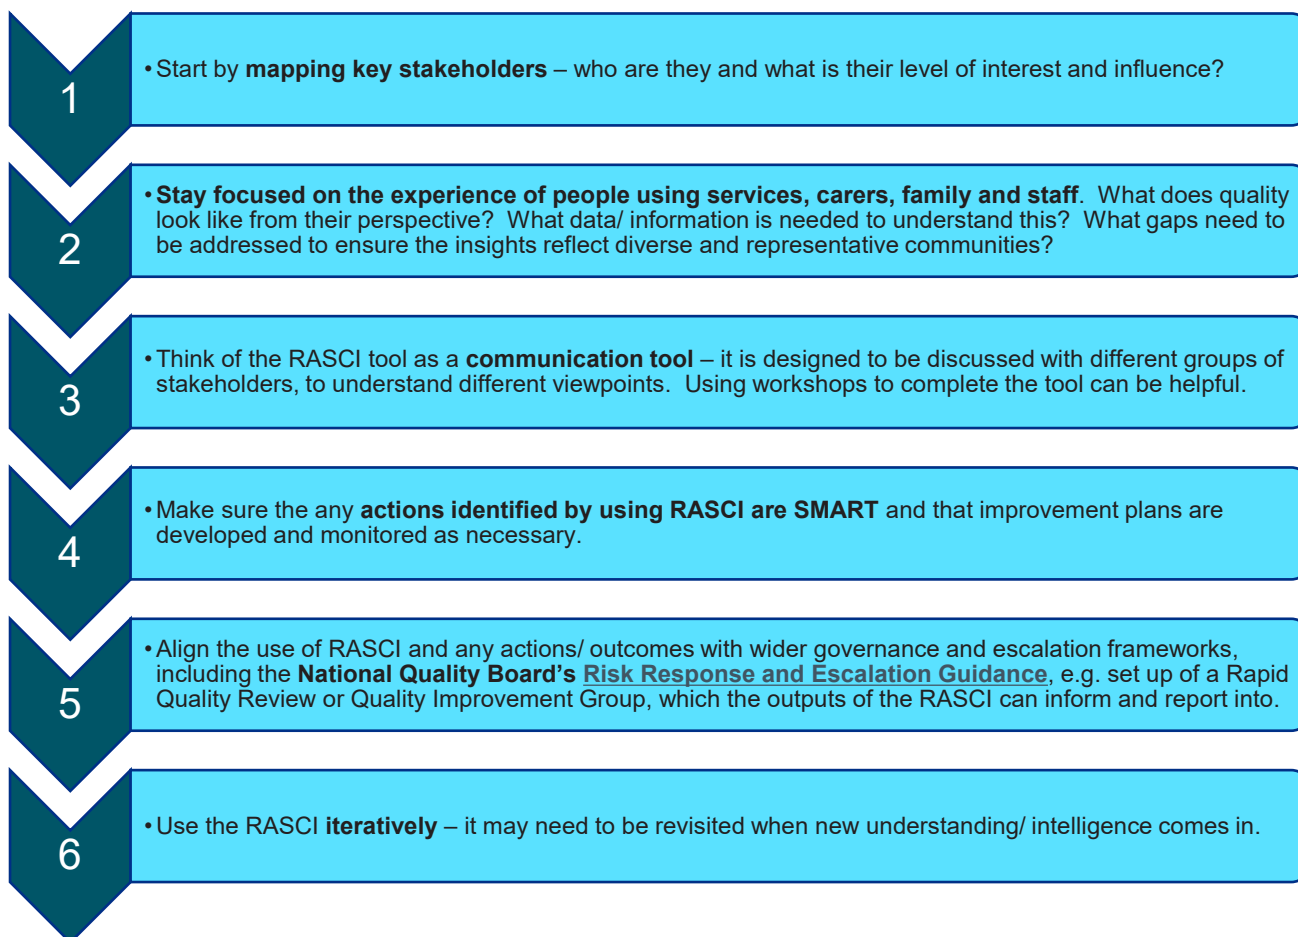 1
•Start by mapping key stakeholders – who are they and what is their level of interest and influence?
2
•Stay focused on the experience of people using services, carers, family and staff. What does quality
look like from their perspective? What data/ information is needed to understand this? What gaps need to
be addressed to ensure the insights reflect diverse and representative communities?
3
•Think of the RASCI tool as a communication tool – it is designed to be discussed with different groups of
stakeholders, to understand different viewpoints. Using workshops to complete the tool can be helpful.
4
•Make sure the any actions identified by using RASCI are SMART and that improvement plans are
developed and monitored as necessary.
5
•Align the use of RASCI and any actions/ outcomes with wider governance and escalation frameworks,
including the National Quality Board’s Risk Response and Escalation Guidance, e.g. set up of a Rapid
Quality Review or Quality Improvement Group, which the outputs of the RASCI can inform and report into.
6
•Use the RASCI iteratively – it may need to be revisited when new understanding/ intelligence comes in.